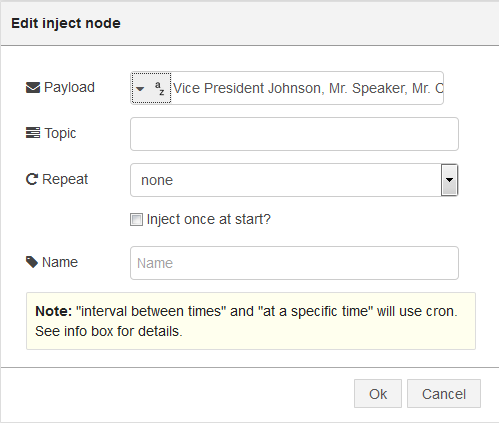 Edit inject node
Payload
a
z
Vice President Johnson, Mr. Speaker, Mr. C
Topic
Repeat
none
Inject once at start?
Name
Name
Note: "interval between times" and "at a specific time" will use cron.
See info box for details.
Ok
Cancel